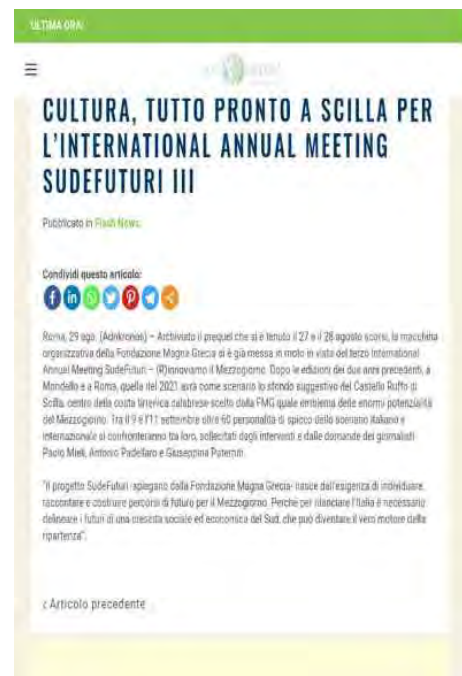 ULTIMA ORA:
CULTURA, TUTTO PRONTO A SCILLA PER
L'INTERNATIONAL ANNUAL MEETING
SUDEFUTURI III
Pubblicato in Flash News
Condividi questo articolo:
Roma, 29 ago. (Adnkronos) – Archiviato il prequel che si è tenuto il 27 e il 28 agosto scorsi, la macchina
organizzativa della Fondazione Magna Grecia si è già messa in moto in vista del terzo International
Annual Meeting SudeFuturi – (R)innoviamo il Mezzogiorno. Dopo le edizioni dei due anni precedenti, a
Mondello e a Roma, quella del 2021 avrà come scenario lo sfondo suggestivo del Castello Ruffo di
Scilla, centro della costa tirrenica calabrese scelto dalla FMG quale emblema delle enormi potenzialità
del Mezzogiorno. Tra il 9 e l'11 settembre oltre 60 personalità di spicco dello scenario italiano e
internazionale si confronteranno tra loro, sollecitati dagli interventi e dalle domande dei giornalisti
Paolo Mieli, Antonio Padellaro e Giuseppina Paterniti.
"Il progetto SudeFuturi -spiegano dalla Fondazione Magna Grecia- nasce dall'esigenza di individuare,
raccontare e costruire percorsi di futuro per il Mezzogiorno. Perché per rilanciare l'Italia è necessario
delineare i futuri di una crescita sociale ed economica del Sud, che può diventare il vero motore della
ripartenza".
‹ Articolo precedente